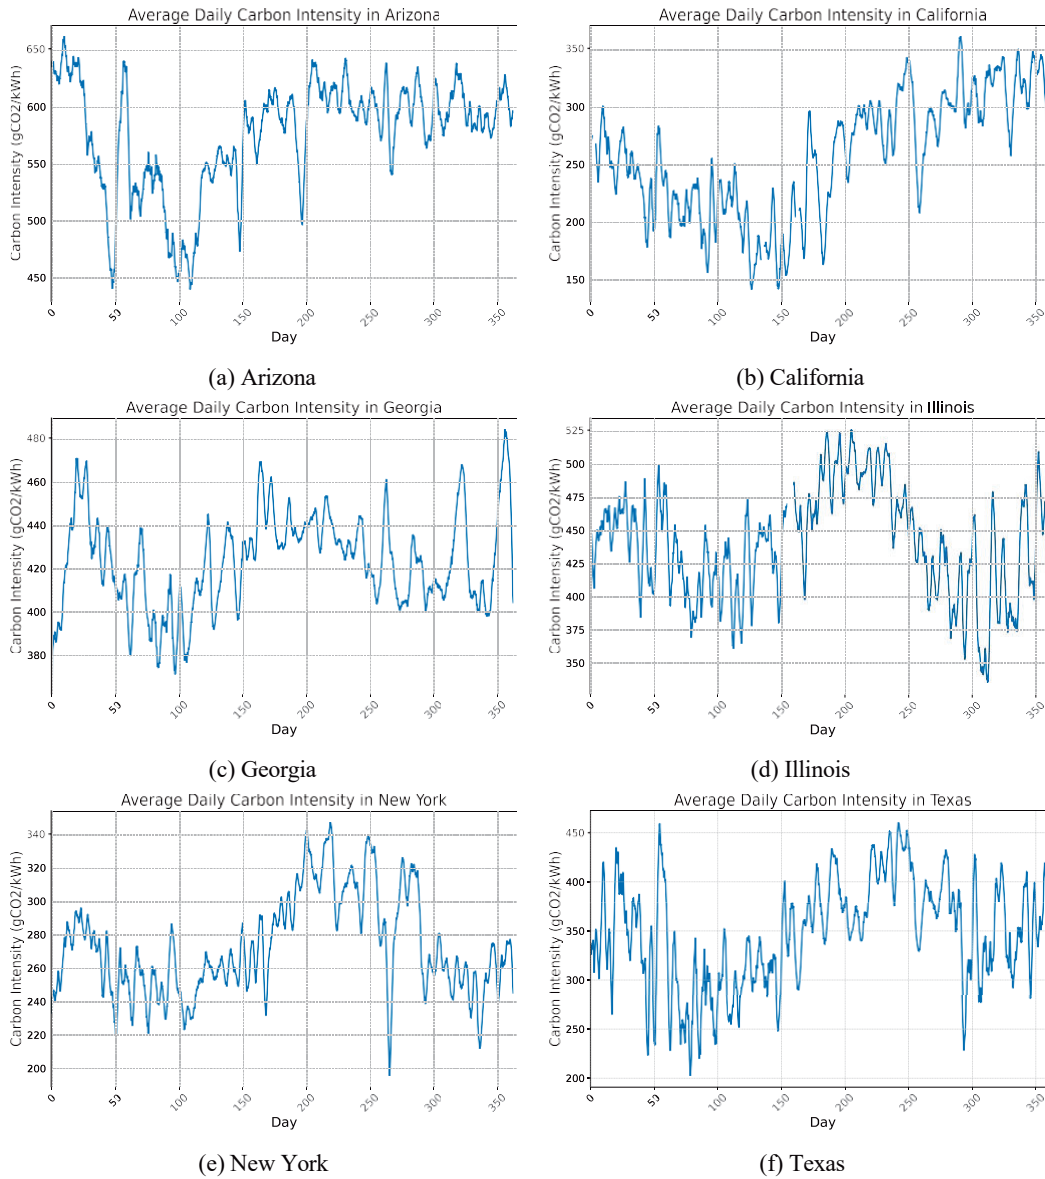 Average Daily Carbon Intensity in Arizona
Carbon Intensity (gCO2/kWh)
650
600
550
500
450
0 50 100 150 200 250 300 350
Day
(a) Arizona
Average Daily Carbon Intensity in California
Carbon Intensity (gCO2/kWh)
350
300
250
200
150
0 50 100 150 200 250 300 350
Day
(b) California
Average Daily Carbon Intensity in Georgia
Carbon Intensity (gCO2/kWh)
480
460
440
420
400
380
0 50 100 150 200 250 300 350
Day
(c) Georgia
Average Daily Carbon Intensity in Illinois
Carbon Intensity (gCO2/kWh)
525
500
475
450
425
400
375
350
0 50 100 150 200 250 300 350
Day
(d) Illinois
Average Daily Carbon Intensity in New York
Carbon Intensity (gCO2/kWh)
340
320
300
280
260
240
220
200
0 50 100 150 200 250 300 350
Day
(e) New York
Average Daily Carbon Intensity in Texas
Carbon Intensity (gCO2/kWh)
450
400
350
300
250
200
0 50 100 150 200 250 300 350
Day
(f) Texas